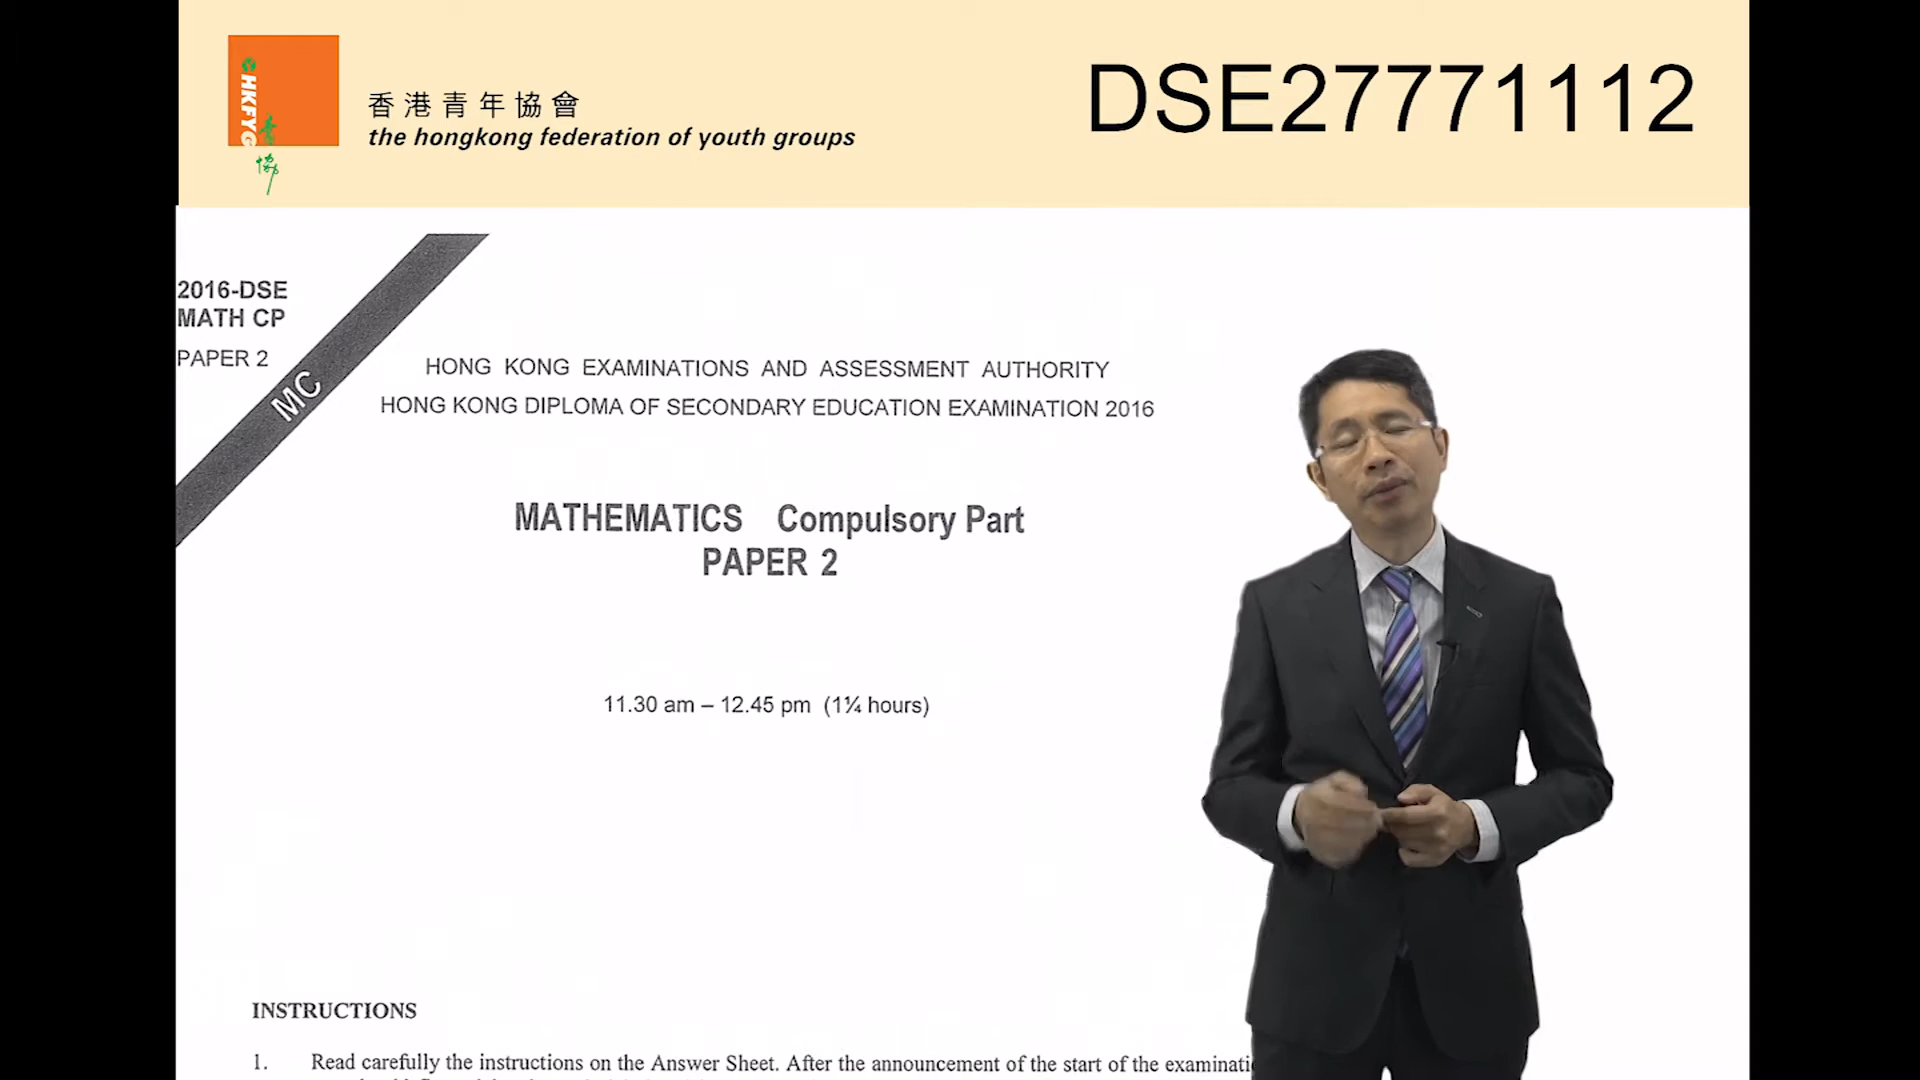 HKFYG
青協
香港青年協會
the hongkong federation of youth groups
DSE27771112
2016-DSE
MATH CP
PAPER 2
MC
HONG KONG EXAMINATIONS AND ASSESSMENT AUTHORITY
HONG KONG DIPLOMA OF SECONDARY EDUCATION EXAMINATION 2016
MATHEMATICS Compulsory Part
PAPER 2
11.30 am – 12.45 pm (1¼ hours)
INSTRUCTIONS
1. Read carefully the instructions on the Answer Sheet. After the announcement of the start of the